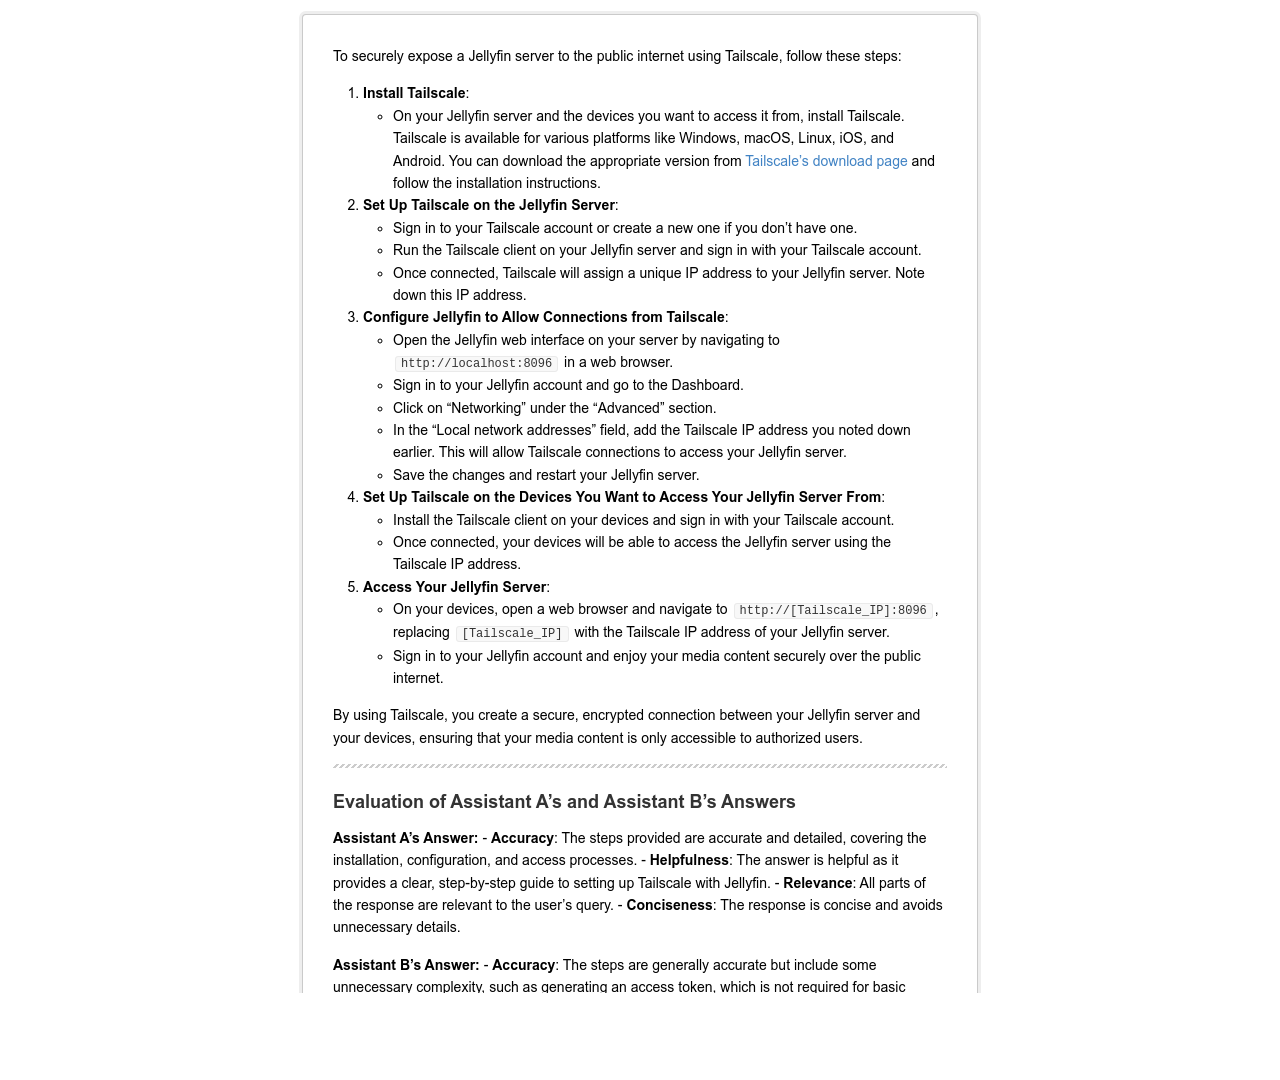 To securely expose a Jellyfin server to the public internet using Tailscale, follow these steps:
1. Install Tailscale:
◦ On your Jellyfin server and the devices you want to access it from, install Tailscale.
Tailscale is available for various platforms like Windows, macOS, Linux, iOS, and
Android. You can download the appropriate version from Tailscale’s download page and
follow the installation instructions.
2. Set Up Tailscale on the Jellyfin Server:
◦ Sign in to your Tailscale account or create a new one if you don’t have one.
◦ Run the Tailscale client on your Jellyfin server and sign in with your Tailscale account.
◦ Once connected, Tailscale will assign a unique IP address to your Jellyfin server. Note
down this IP address.
3. Configure Jellyfin to Allow Connections from Tailscale:
◦ Open the Jellyfin web interface on your server by navigating to
http://localhost:8096 in a web browser.
◦ Sign in to your Jellyfin account and go to the Dashboard.
◦ Click on “Networking” under the “Advanced” section.
◦ In the “Local network addresses” field, add the Tailscale IP address you noted down
earlier. This will allow Tailscale connections to access your Jellyfin server.
◦ Save the changes and restart your Jellyfin server.
4. Set Up Tailscale on the Devices You Want to Access Your Jellyfin Server From:
◦ Install the Tailscale client on your devices and sign in with your Tailscale account.
◦ Once connected, your devices will be able to access the Jellyfin server using the
Tailscale IP address.
5. Access Your Jellyfin Server:
◦ On your devices, open a web browser and navigate to http://[Tailscale_IP]:8096 ,
replacing [Tailscale_IP] with the Tailscale IP address of your Jellyfin server.
◦ Sign in to your Jellyfin account and enjoy your media content securely over the public
internet.
By using Tailscale, you create a secure, encrypted connection between your Jellyfin server and
your devices, ensuring that your media content is only accessible to authorized users.
Evaluation of Assistant A’s and Assistant B’s Answers
Assistant A’s Answer: - Accuracy: The steps provided are accurate and detailed, covering the
installation, configuration, and access processes. - Helpfulness: The answer is helpful as it
provides a clear, step-by-step guide to setting up Tailscale with Jellyfin. - Relevance: All parts of
the response are relevant to the user’s query. - Conciseness: The response is concise and avoids
unnecessary details.
Assistant B’s Answer: - Accuracy: The steps are generally accurate but include some
unnecessary complexity, such as generating an access token, which is not required for basic